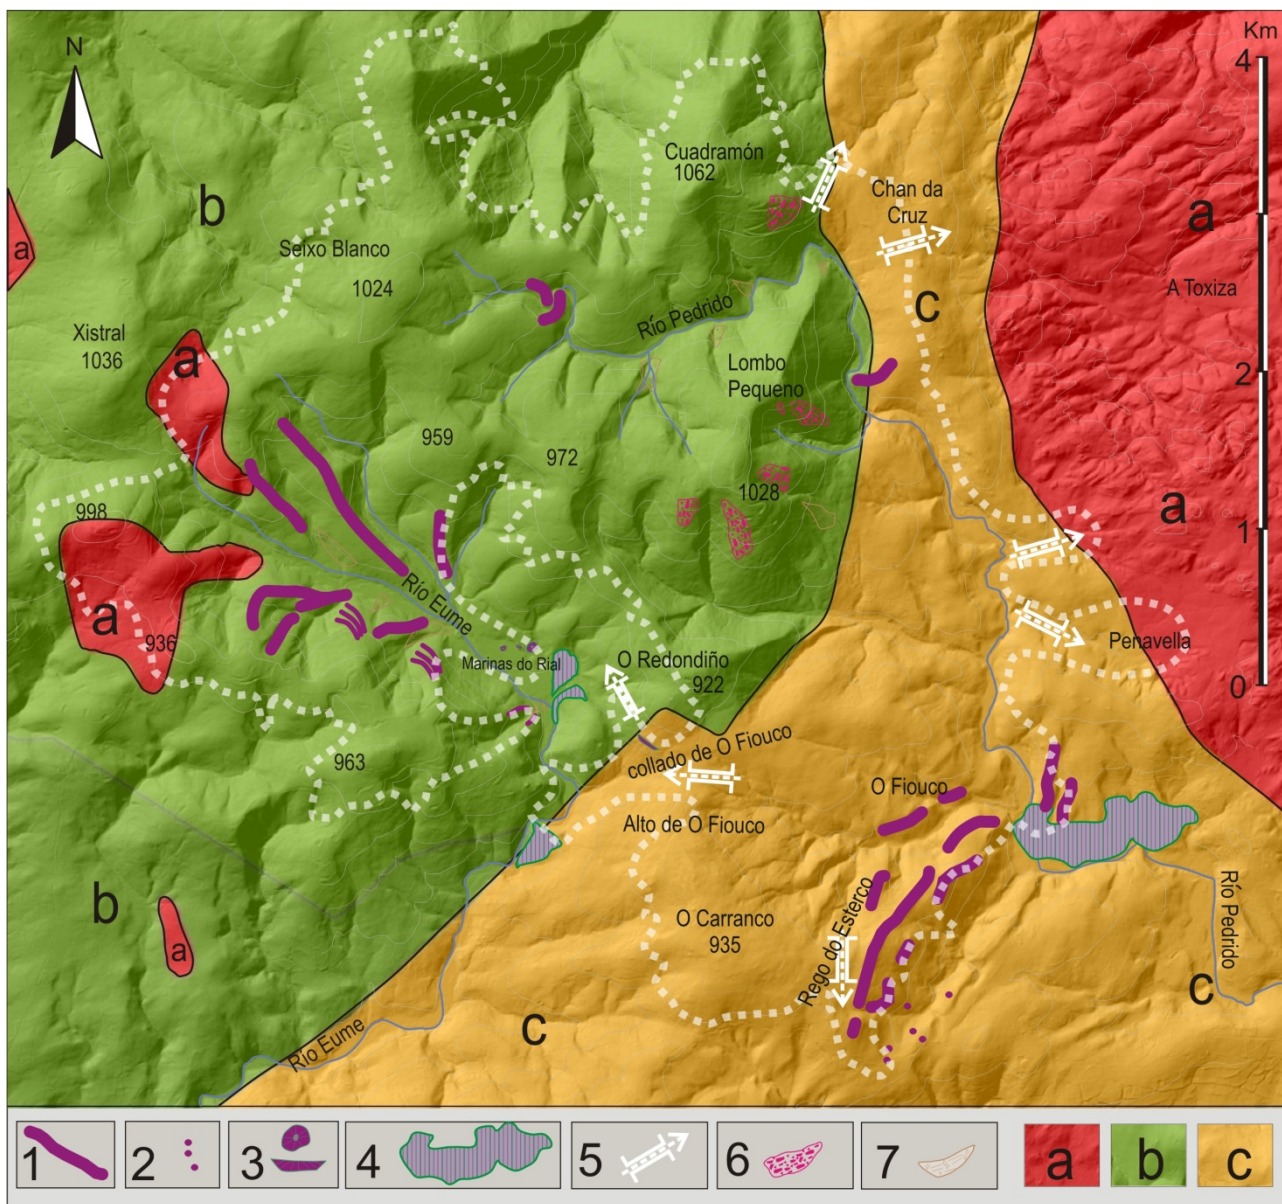 Km
4
N
Cuadramón
1062
Chan da
Cruz
a
b
a
Seixo Blanco
1024
A Toxiza
c
Río Pedrido
Xistral
1036
a
Lombo
Pequeno
2
959
972
1028
998
a
1
Río Eume
a
936
Marinas do Rial
O Redondiño
922
Penavella
0
collado de O Fiouco
963
O Fiouco
Alto de O Fiouco
b
a
O Carranco
935
Rego do Esterco
Río Pedrido
c
c
Río Eume
1
2
3
4
5
6
7
a
b
c